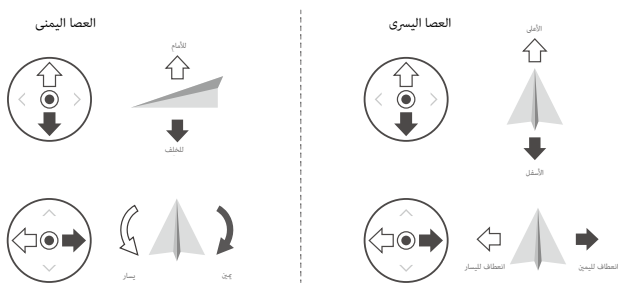 العصا اليسرى
الأعلى
الأسفل
انعطاف لليسار
انعطاف لليمين
العصا اليمنى
للأمام
للخلف
يسار
يمين